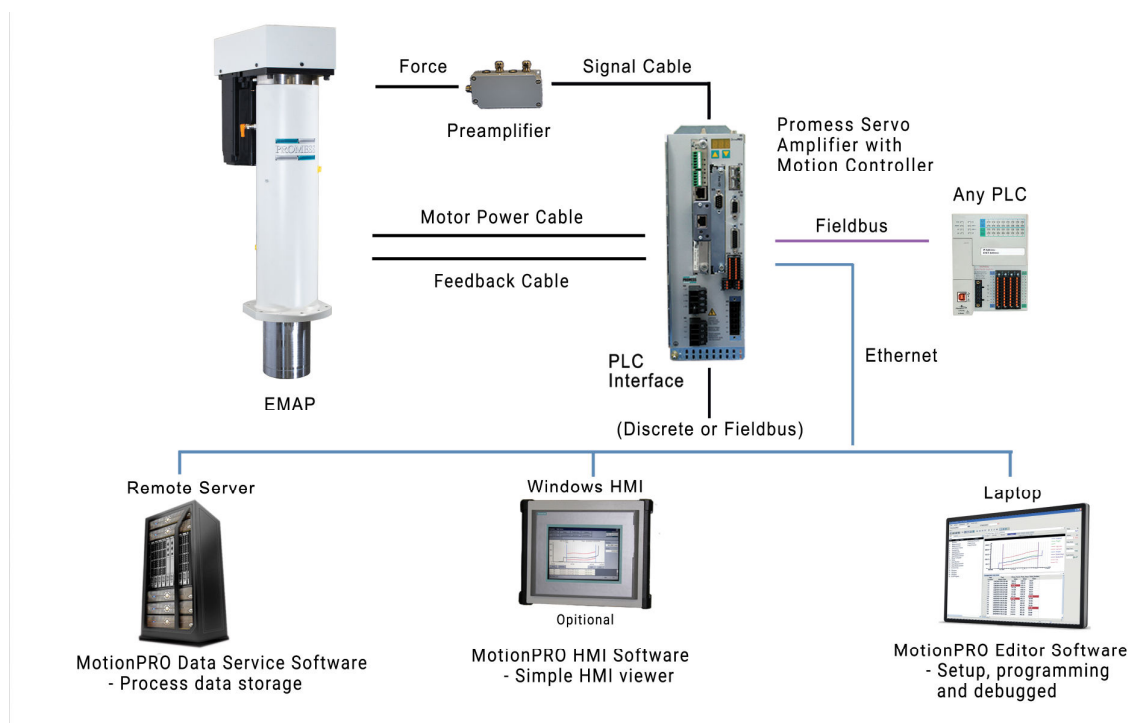 Force
Signal Cable
Preamplifier
PROMESS
Promess Servo
Amplifier with
Motion Controller
Any PLC
Motor Power Cable
Fieldbus
Feedback Cable
Ethernet
PLC
Interface
EMAP
(Discrete or Fieldbus)
Remote Server
Windows HMI
Laptop
Opitional
MotionPRO Data Service Software
- Process data storage
MotionPRO HMI Software
- Simple HMI viewer
MotionPRO Editor Software
- Setup, programming
and debugged